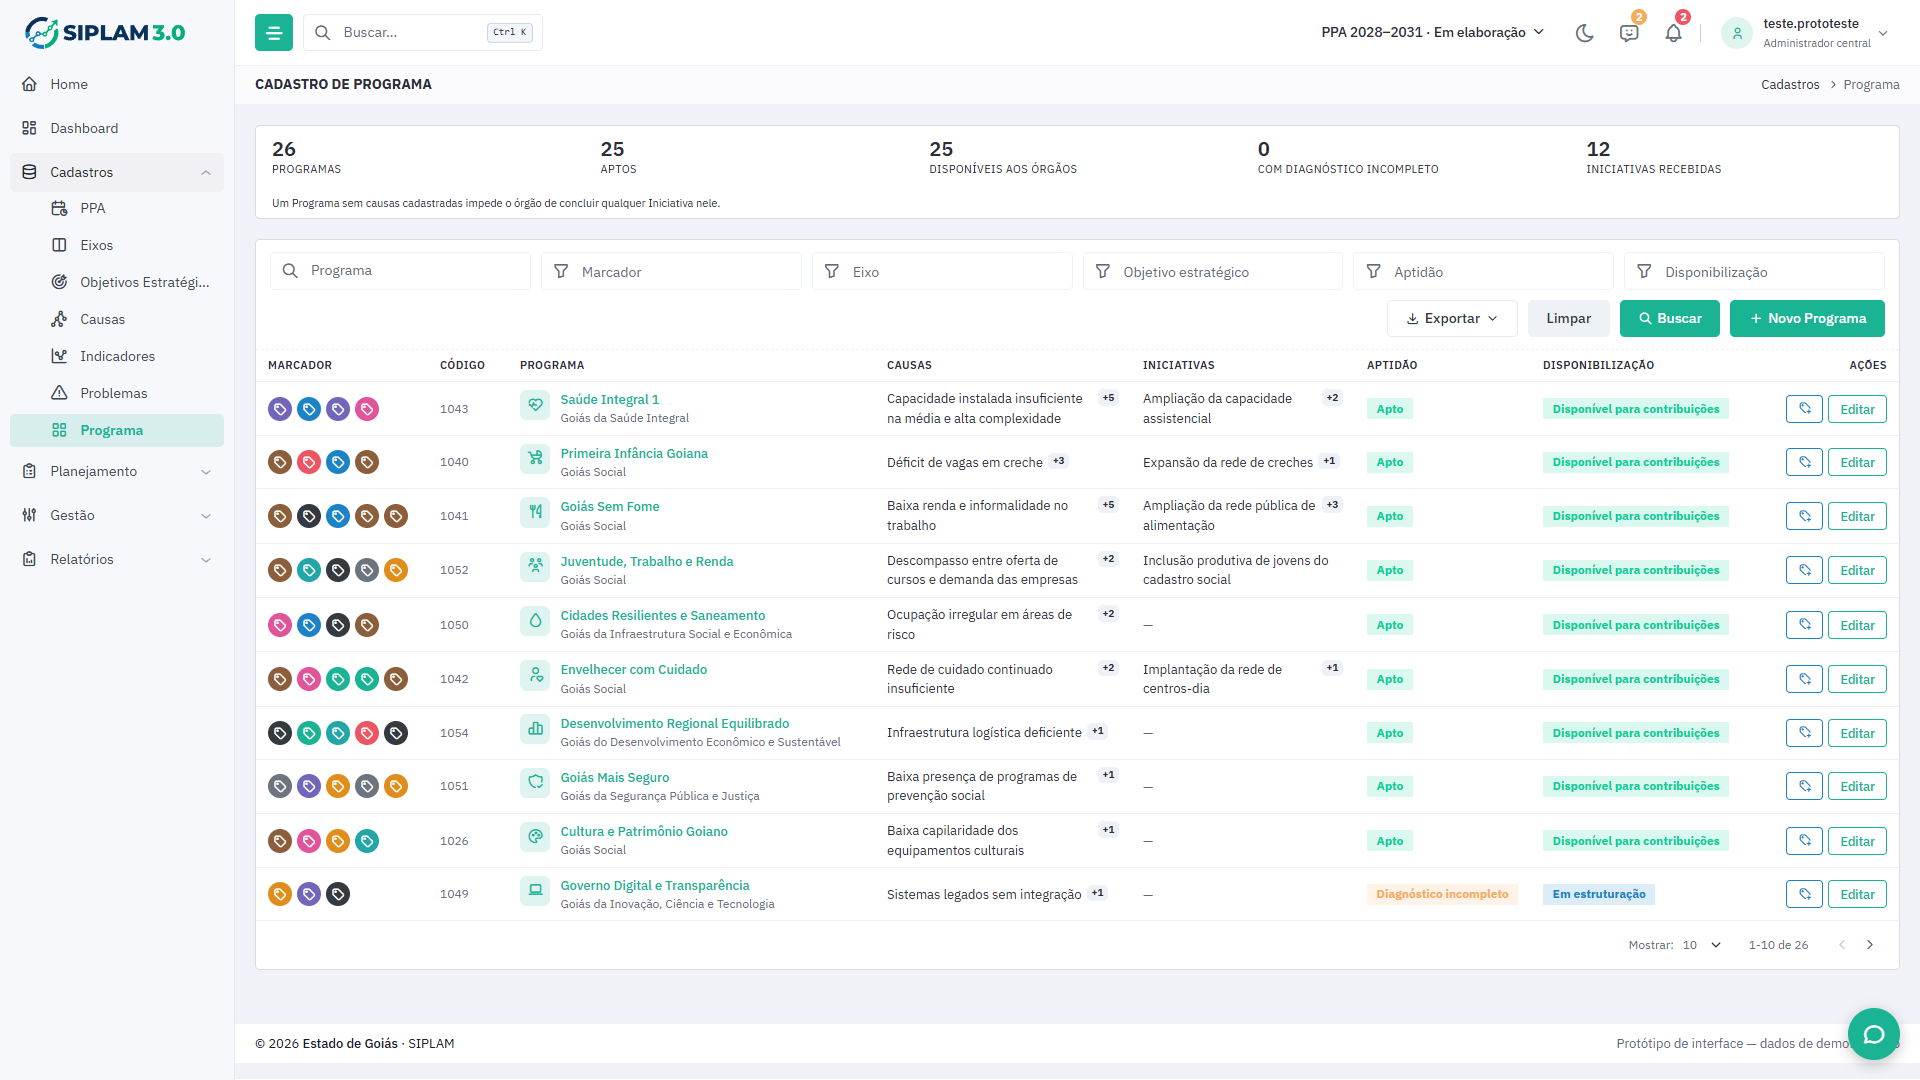 SIPLAM 3.0
Buscar...
Ctrl K
PPA 2028–2031 · Em elaboração
2
2
teste.prototeste
Administrador central
Home
Dashboard
Cadastros
PPA
Eixos
Objetivos Estratégi...
Causas
Indicadores
Problemas
Programa
Planejamento
Gestão
Relatórios
CADASTRO DE PROGRAMA
Cadastros > Programa
26
PROGRAMAS
25
APTOS
25
DISPONÍVEIS AOS ÓRGÃOS
0
COM DIAGNÓSTICO INCOMPLETO
12
INICIATIVAS RECEBIDAS
Um Programa sem causas cadastradas impede o órgão de concluir qualquer Iniciativa nele.
Programa
Marcador
Eixo
Objetivo estratégico
Aptidão
Disponibilização
Exportar
Limpar
Buscar
+ Novo Programa
MARCADOR CÓDIGO PROGRAMA CAUSAS INICIATIVAS APTIDÃO DISPONIBILIZAÇÃO AÇÕES
1043
Saúde Integral 1
Goiás da Saúde Integral
Capacidade instalada insuficiente
na média e alta complexidade
+5
Ampliação da capacidade
assistencial
+2
Apto
Disponível para contribuições
Editar
1040
Primeira Infância Goiana
Goiás Social
Déficit de vagas em creche +3
Expansão da rede de creches +1
Apto
Disponível para contribuições
Editar
1041
Goiás Sem Fome
Goiás Social
Baixa renda e informalidade no
trabalho
+5
Ampliação da rede pública de
alimentação
+3
Apto
Disponível para contribuições
Editar
1052
Juventude, Trabalho e Renda
Goiás Social
Descompasso entre oferta de
cursos e demanda das empresas
+2
Inclusão produtiva de jovens do
cadastro social
Apto
Disponível para contribuições
Editar
1050
Cidades Resilientes e Saneamento
Goiás da Infraestrutura Social e Econômica
Ocupação irregular em áreas de
risco
+2
—
Apto
Disponível para contribuições
Editar
1042
Envelhecer com Cuidado
Goiás Social
Rede de cuidado continuado
insuficiente
+2
Implantação da rede de
centros-dia
+1
Apto
Disponível para contribuições
Editar
1054
Desenvolvimento Regional Equilibrado
Goiás do Desenvolvimento Econômico e Sustentável
Infraestrutura logística deficiente +1
—
Apto
Disponível para contribuições
Editar
1051
Goiás Mais Seguro
Goiás da Segurança Pública e Justiça
Baixa presença de programas de
prevenção social
+1
—
Apto
Disponível para contribuições
Editar
1026
Cultura e Patrimônio Goiano
Goiás Social
Baixa capilaridade dos
equipamentos culturais
+1
—
Apto
Disponível para contribuições
Editar
1049
Governo Digital e Transparência
Goiás da Inovação, Ciência e Tecnologia
Sistemas legados sem integração +1
—
Diagnóstico incompleto
Em estruturação
Editar
Mostrar: 10
1-10 de 26
© 2026 Estado de Goiás · SIPLAM
Protótipo de interface — dados de demo